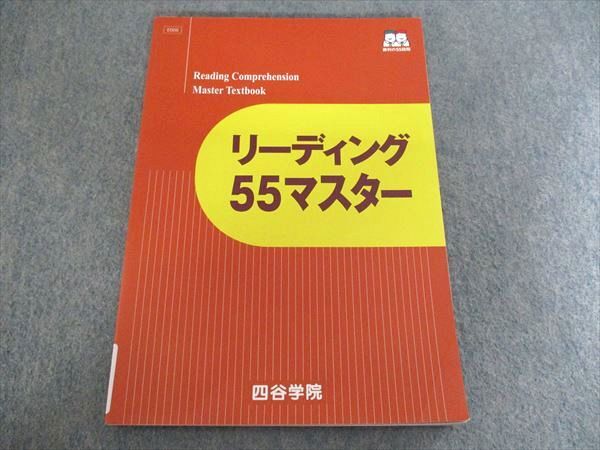 Reading Comprehension
Master Textbook
リーディング
55マスター
四谷学院